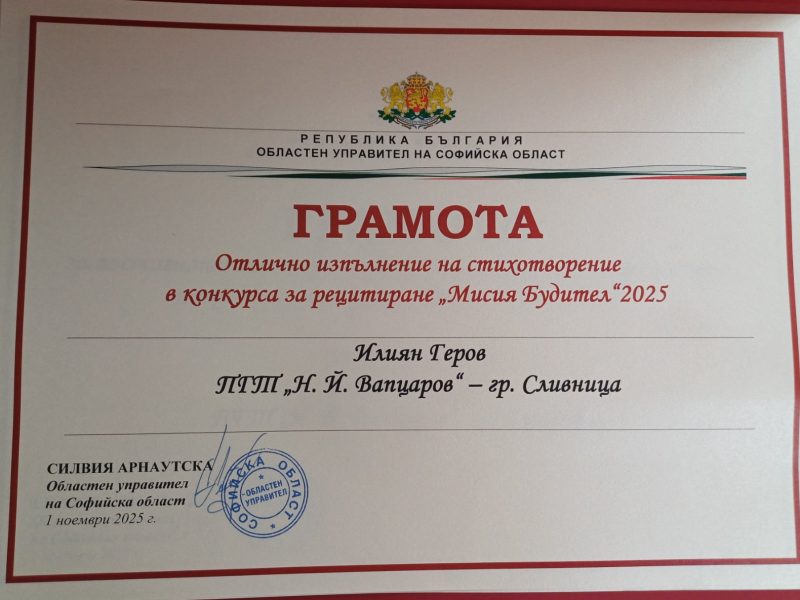 РЕПУБЛИКА БЪЛГАРИЯ
ОБЛАСТЕН УПРАВИТЕЛ НА СОФИЙСКА ОБЛАСТ
ГРАМОТА
Отлично изпълнение на стихотворение
в конкурса за рецитиране „Мисия Будител“2025
Илиян Геров
ПГТ „Н. Й. Вапцаров“ – гр. Сливница
СИЛВИЯ АРНАУТСКА
Областен управител
на Софийска област
1 ноември 2025 г.
СОФИЙСКА ОБЛАСТ
ОБЛАСТЕН
УПРАВИТЕЛ